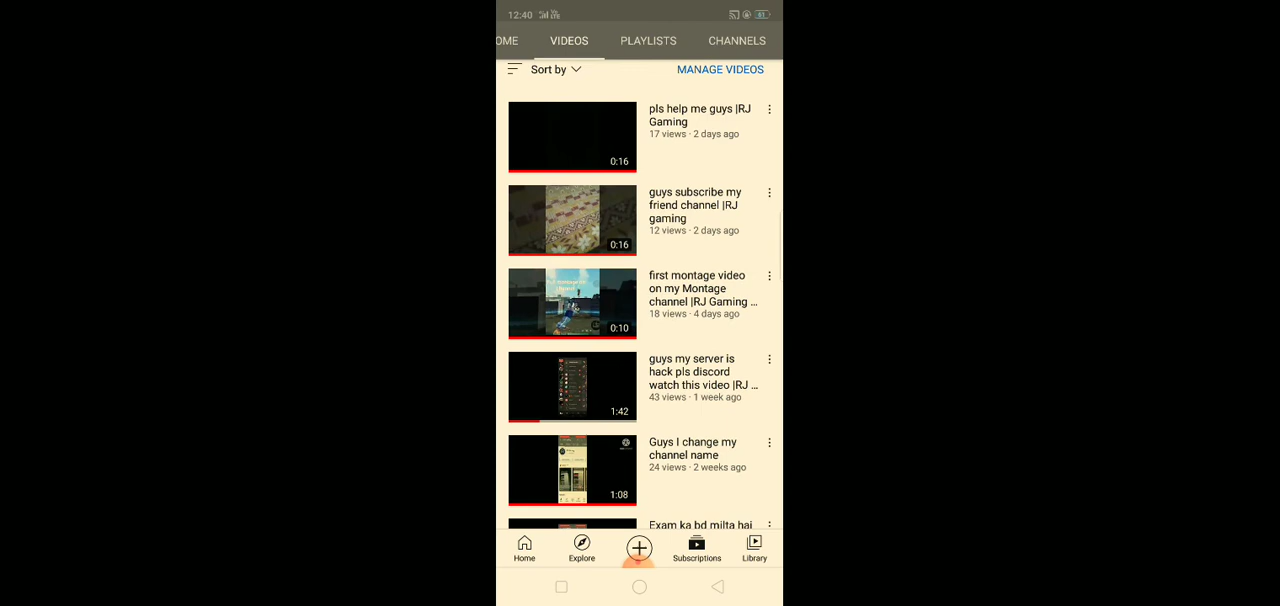 12:40
61
OME VIDEOS PLAYLISTS CHANNELS
Sort by MANAGE VIDEOS
pls help me guys |RJ
Gaming
17 views · 2 days ago
0:16
guys subscribe my
friend channel |RJ
gaming
12 views · 2 days ago
0:16
first montage video
on my Montage
channel |RJ Gaming ...
18 views · 4 days ago
0:10
guys my server is
hack pls discord
watch this video |RJ ...
43 views · 1 week ago
1:42
Guys I change my
channel name
24 views · 2 weeks ago
1:08
Exam ka bd milta hai
Home Explore Subscriptions Library